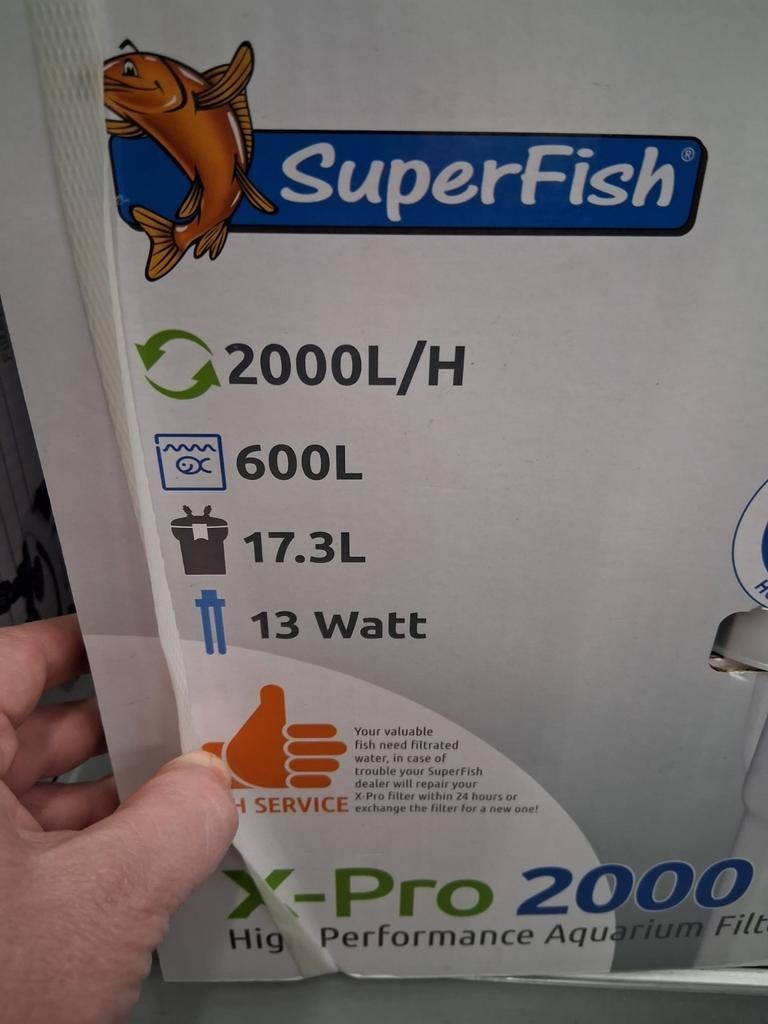 SuperFish®
2000L/H
600L
17.3L
13 Watt
Your valuable
fish need filtrated
water, in case of
trouble your SuperFish
dealer will repair your
X-Pro filter within 24 hours or
exchange the filter for a new one!
H SERVICE
X-Pro 2000
High Performance Aquarium Filt